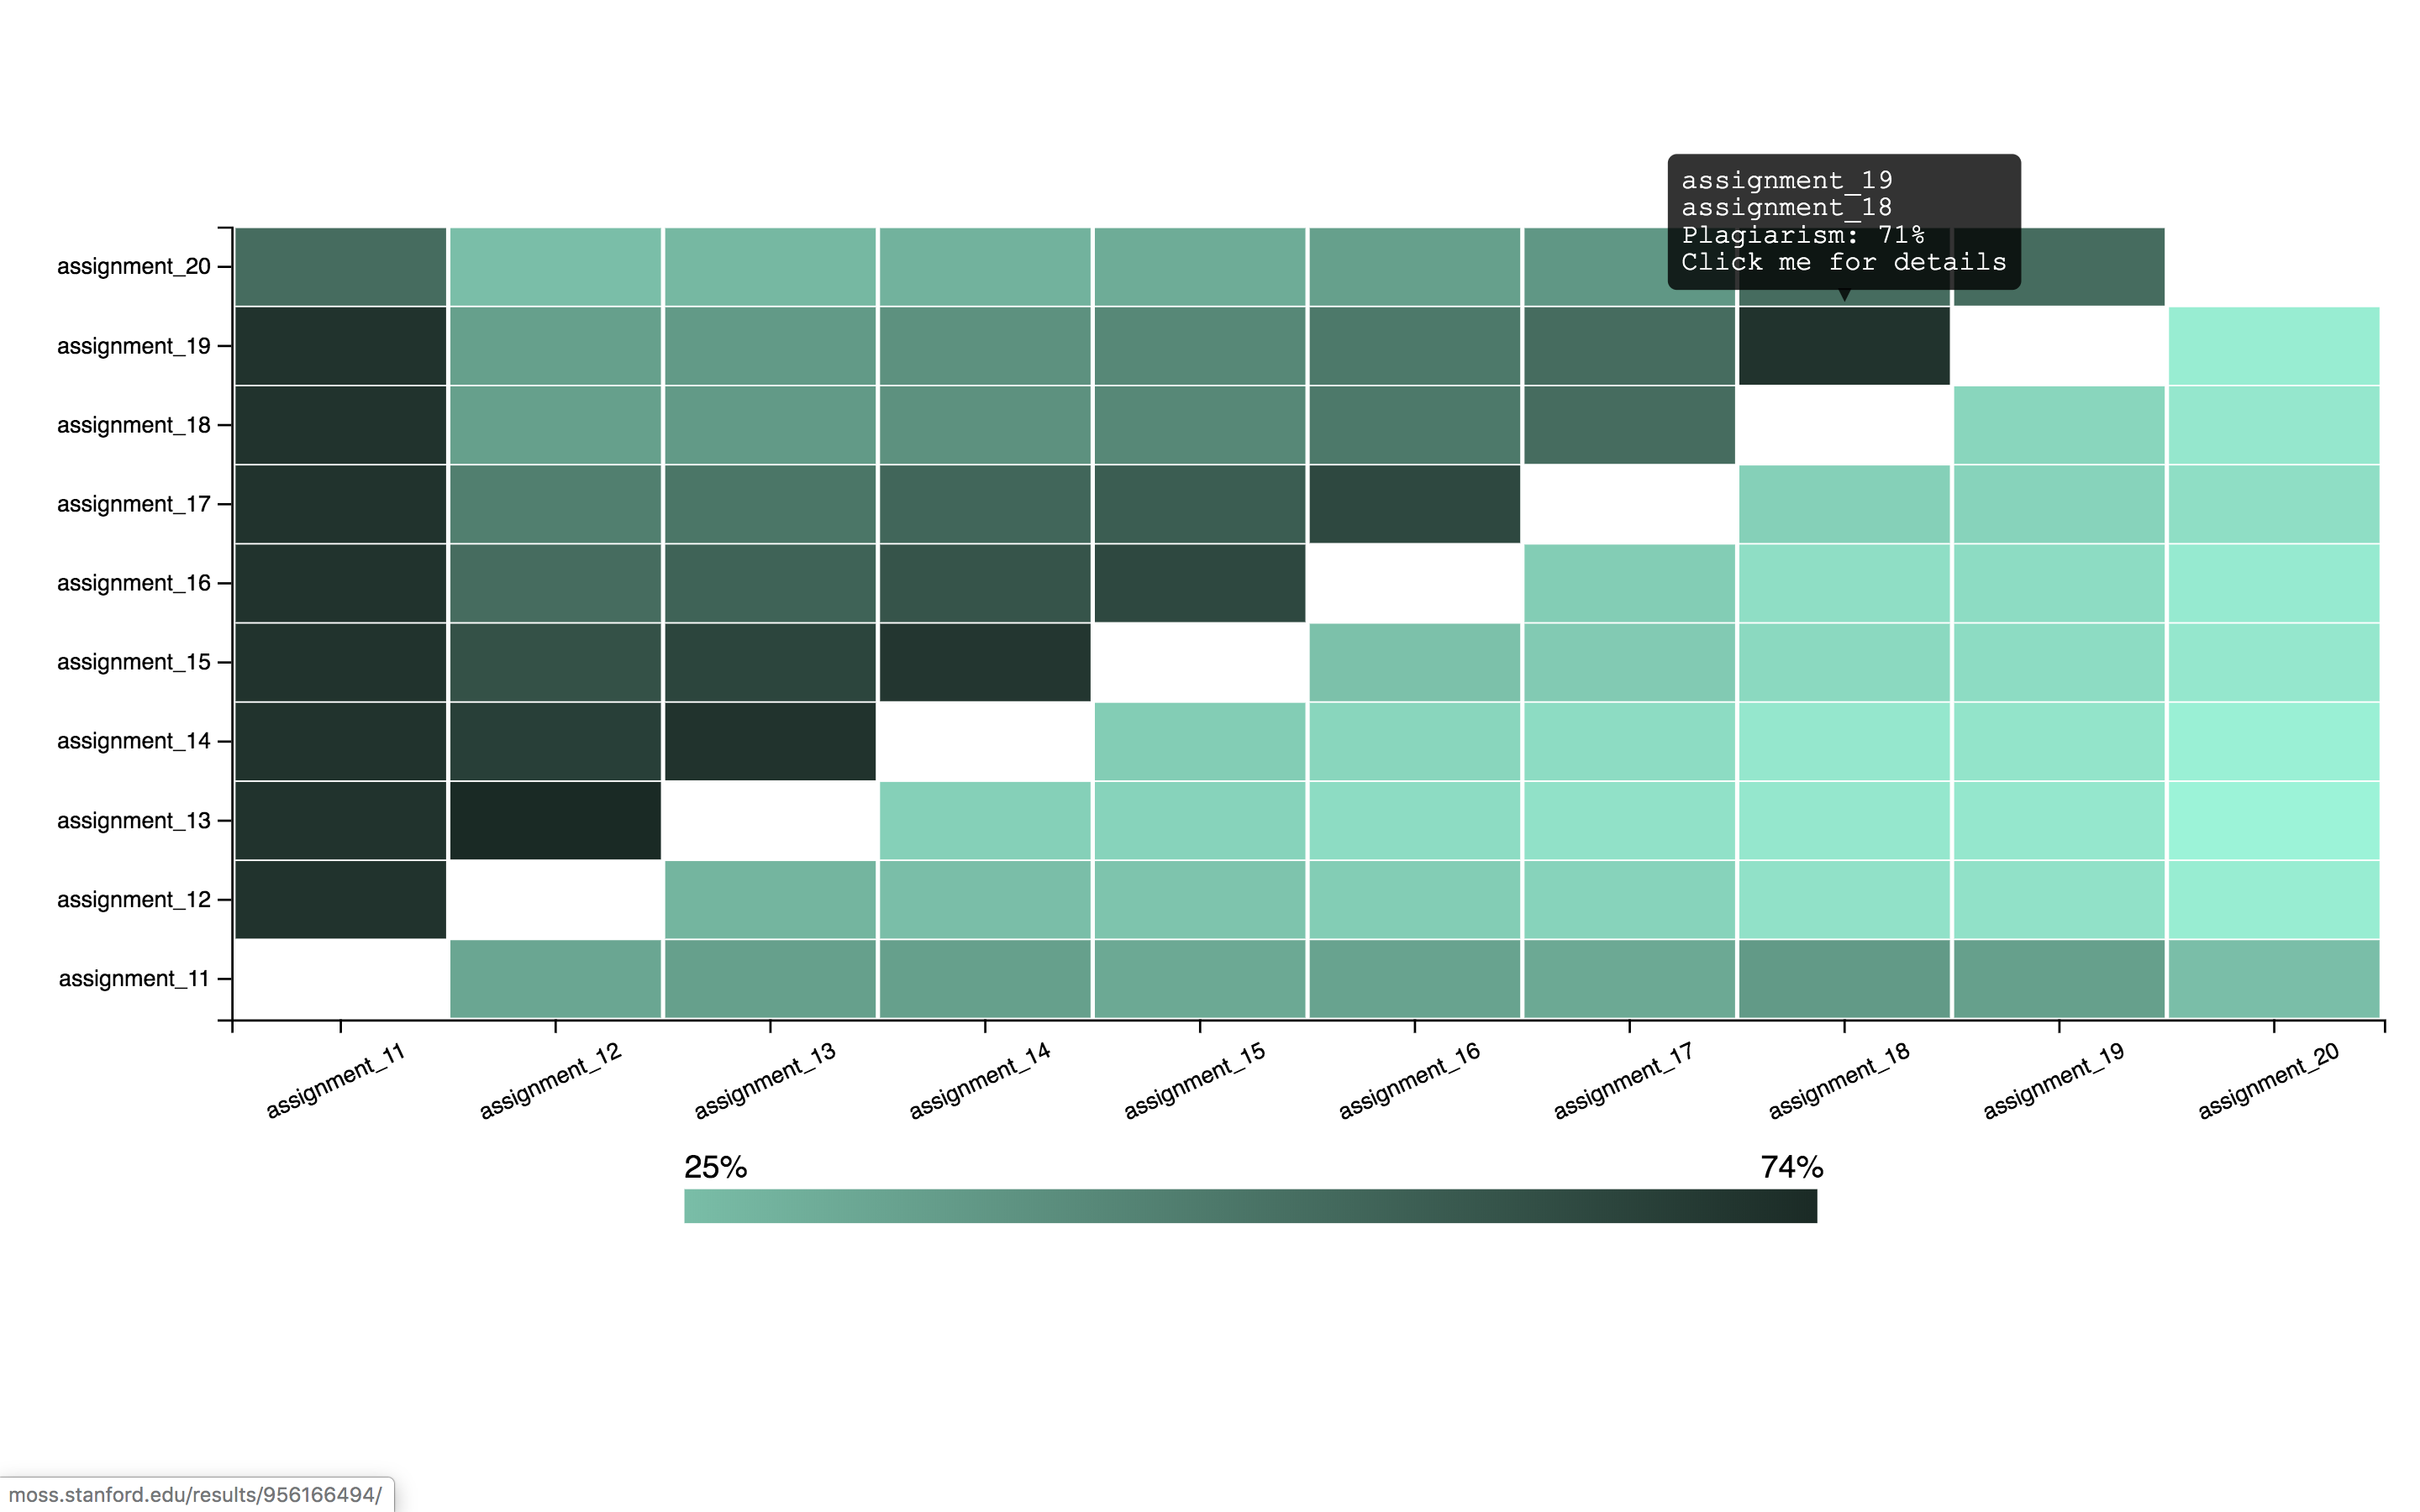 assignment_19
assignment_18
Plagiarism: 71%
Click me for details
assignment_20
assignment_19
assignment_18
assignment_17
assignment_16
assignment_15
assignment_14
assignment_13
assignment_12
assignment_11
assignment_11
assignment_12
assignment_13
assignment_14
assignment_15
assignment_16
assignment_17
assignment_18
assignment_19
assignment_20
25%
74%
moss.stanford.edu/results/956166494/